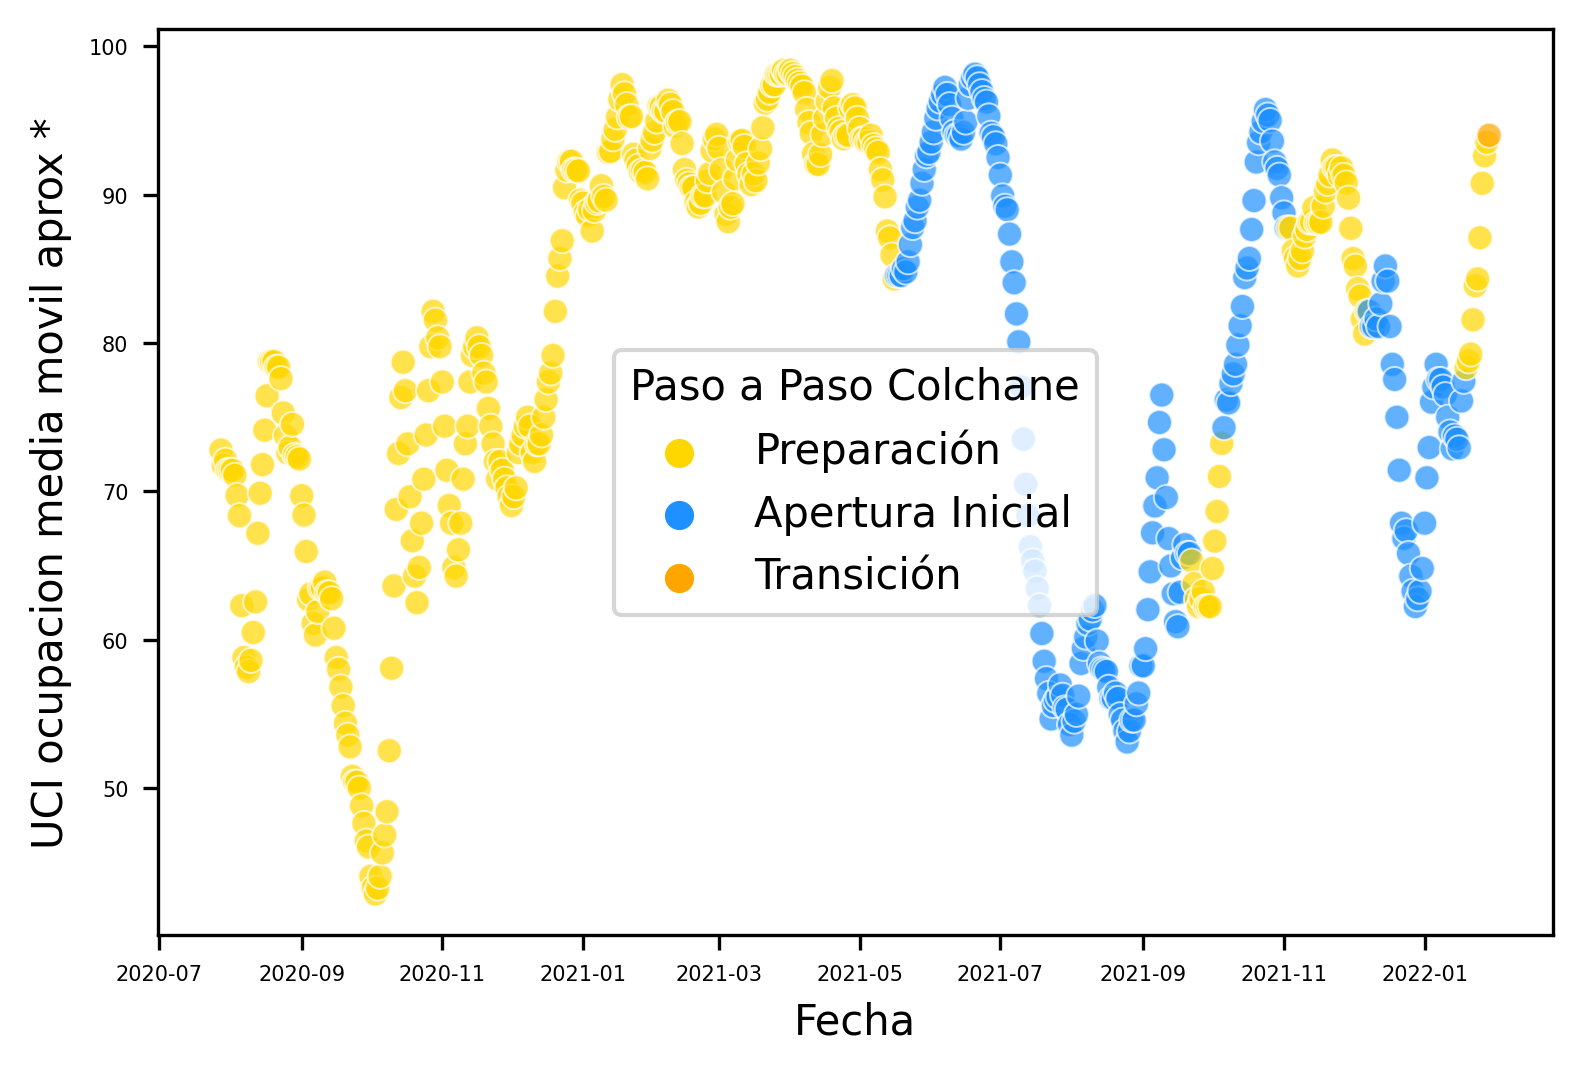 UCI ocupacion media movil aprox *
100
90
80
70
60
50
Paso a Paso Colchane
Preparación
Apertura Inicial
Transición
2020-07 2020-09 2020-11 2021-01 2021-03 2021-05 2021-07 2021-09 2021-11 2022-01
Fecha